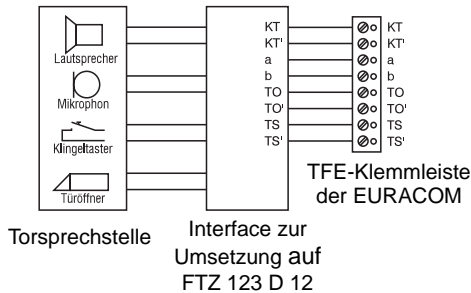 Lautsprecher
Mikrophon
Klingeltaster
Türöffner
KT
KT'
a
b
TO
TO'
TS
TS'
KT
KT'
a
b
TO
TO'
TS
TS'
Torsprechstelle
Interface zur
Umsetzung auf
FTZ 123 D 12
TFE-Klemmleiste
der EURACOM